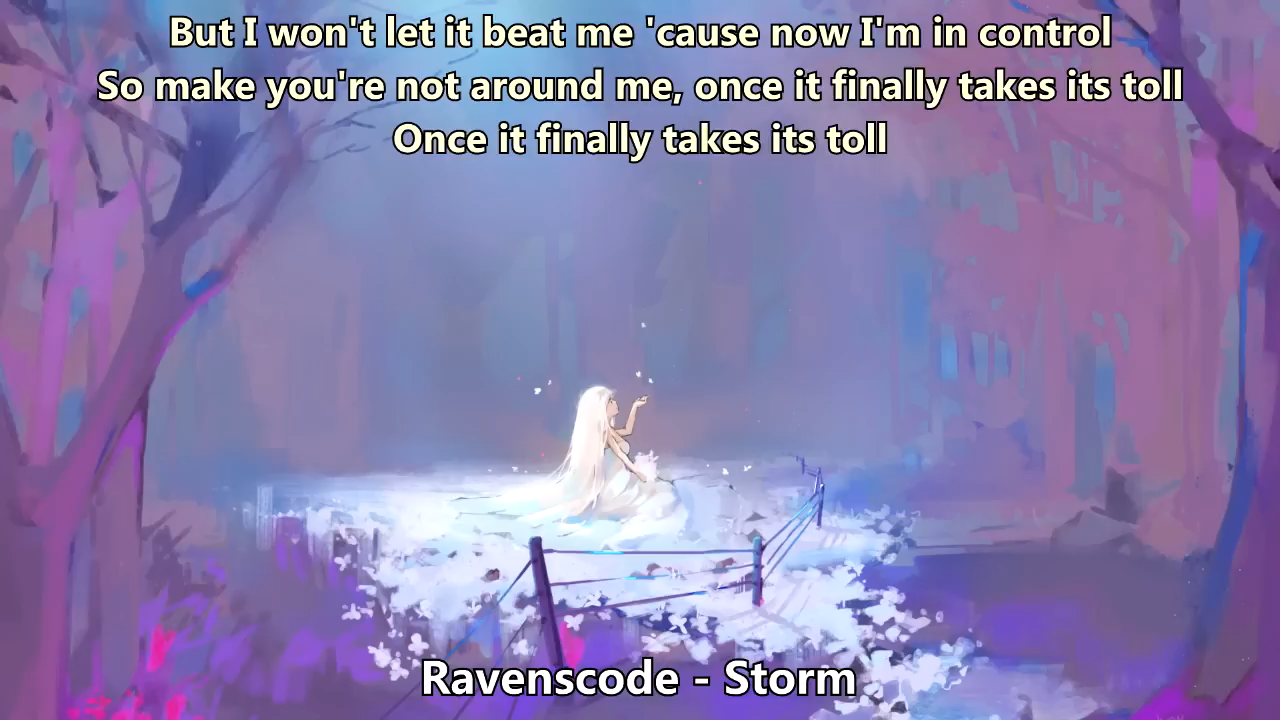 But I won't let it beat me 'cause now I'm in control
So make you're not around me, once it finally takes its toll
Once it finally takes its toll
Ravenscode - Storm